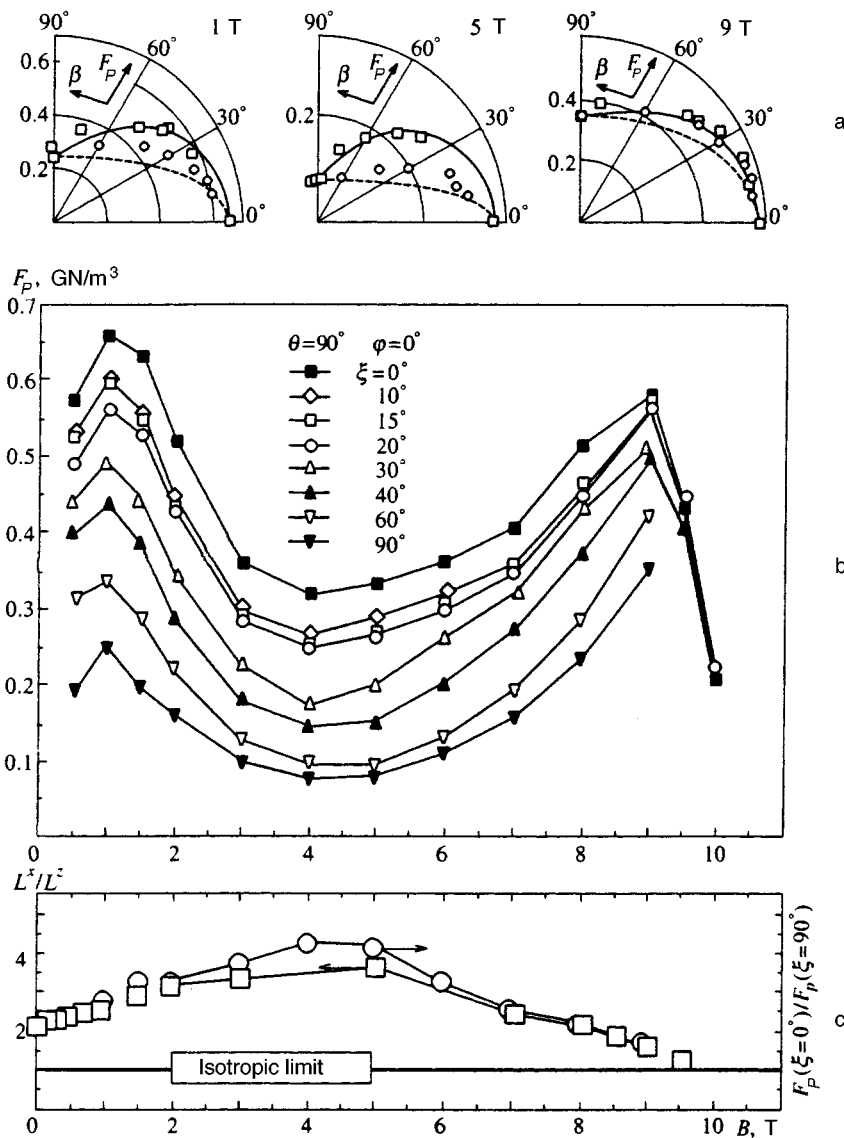 90° 1 T
60°
F_P
β
30°
0°
0.6
0.4
0.2
90° 5 T
60°
F_P
β
30°
0°
0.2
90° 9 T
60°
F_P
β
30°
0°
0.4
0.2
a
F_P, GN/m³
0.7
0.6
0.5
0.4
0.3
0.2
0.1
θ=90° φ=0°
ξ=0°
10°
15°
20°
30°
40°
60°
90°
b
0 2 4 6 8 10
L^x/L^z
4
2
Isotropic limit
F_P(ξ=0°)/F_p(ξ=90°)
c
0 2 4 6 8 10 B, T